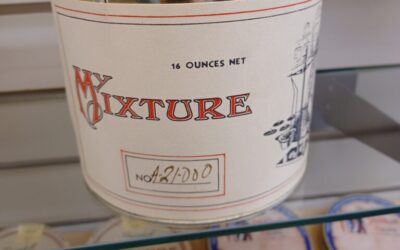 16 OUNCES NET
MY MIXTURE
NO. A21000